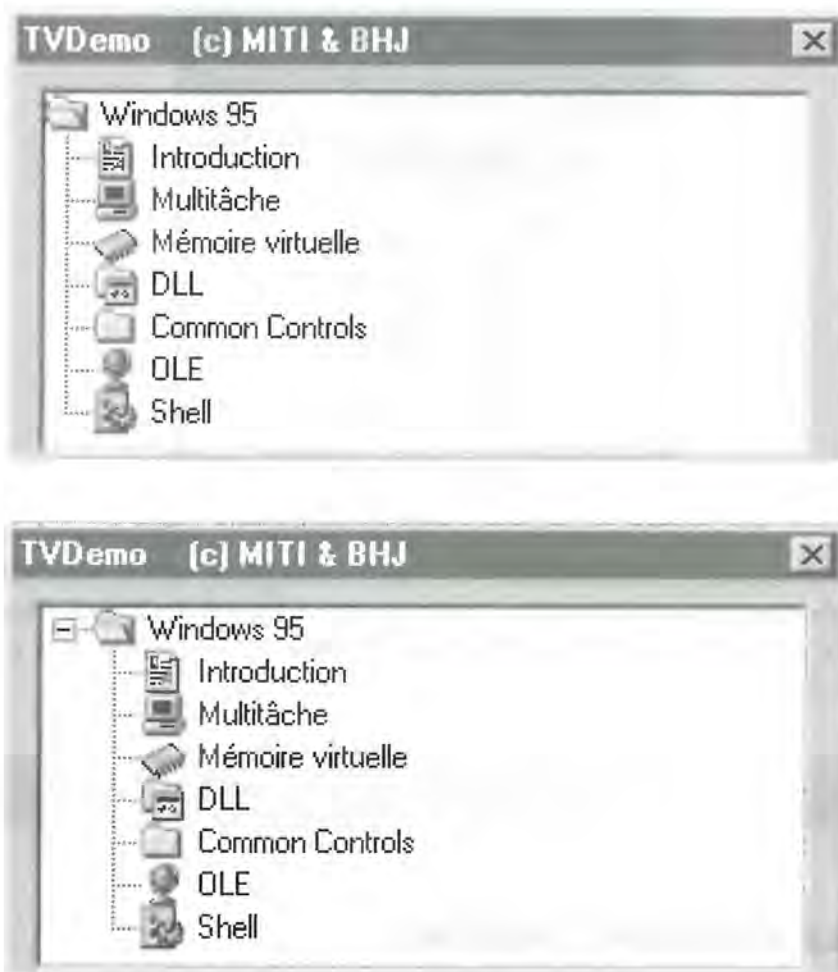 TVDemo (c) MITI & BHJ
Windows 95
Introduction
Multitâche
Mémoire virtuelle
DLL
Common Controls
OLE
Shell
TVDemo (c) MITI & BHJ
Windows 95
Introduction
Multitâche
Mémoire virtuelle
DLL
Common Controls
OLE
Shell